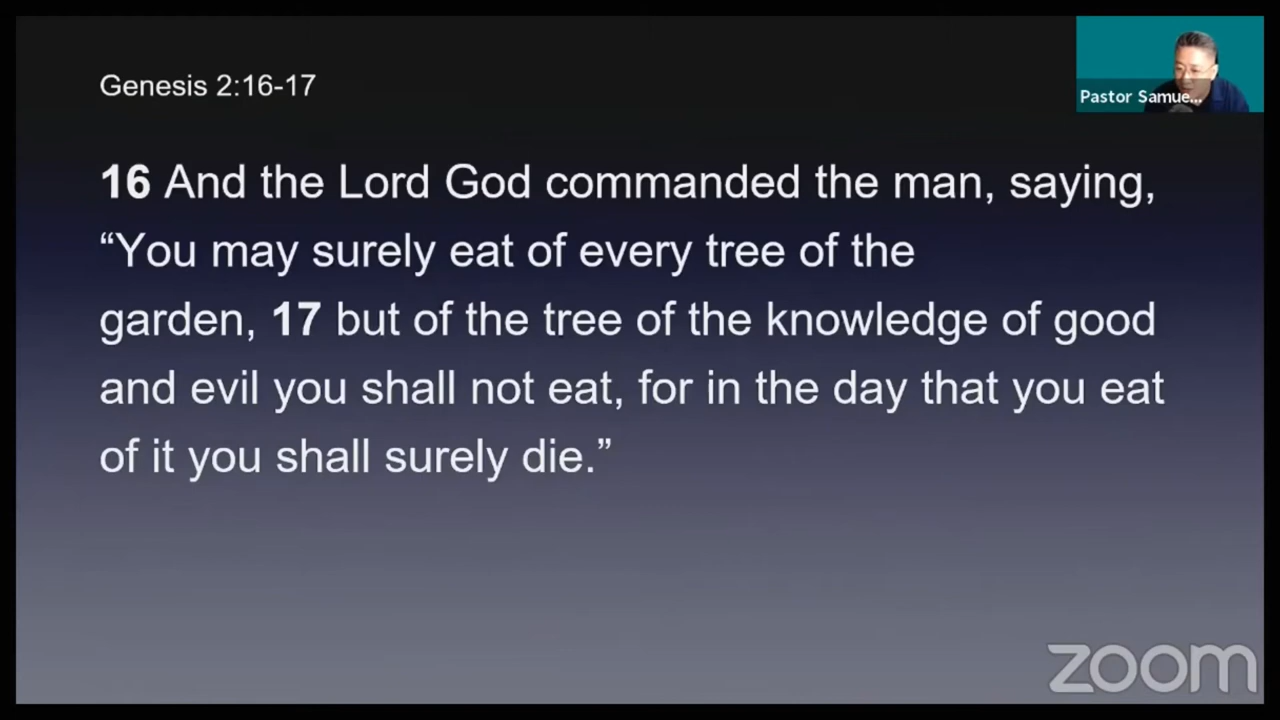 Genesis 2:16-17
Pastor Samue...
16 And the Lord God commanded the man, saying,
“You may surely eat of every tree of the
garden, 17 but of the tree of the knowledge of good
and evil you shall not eat, for in the day that you eat
of it you shall surely die.”
zoom